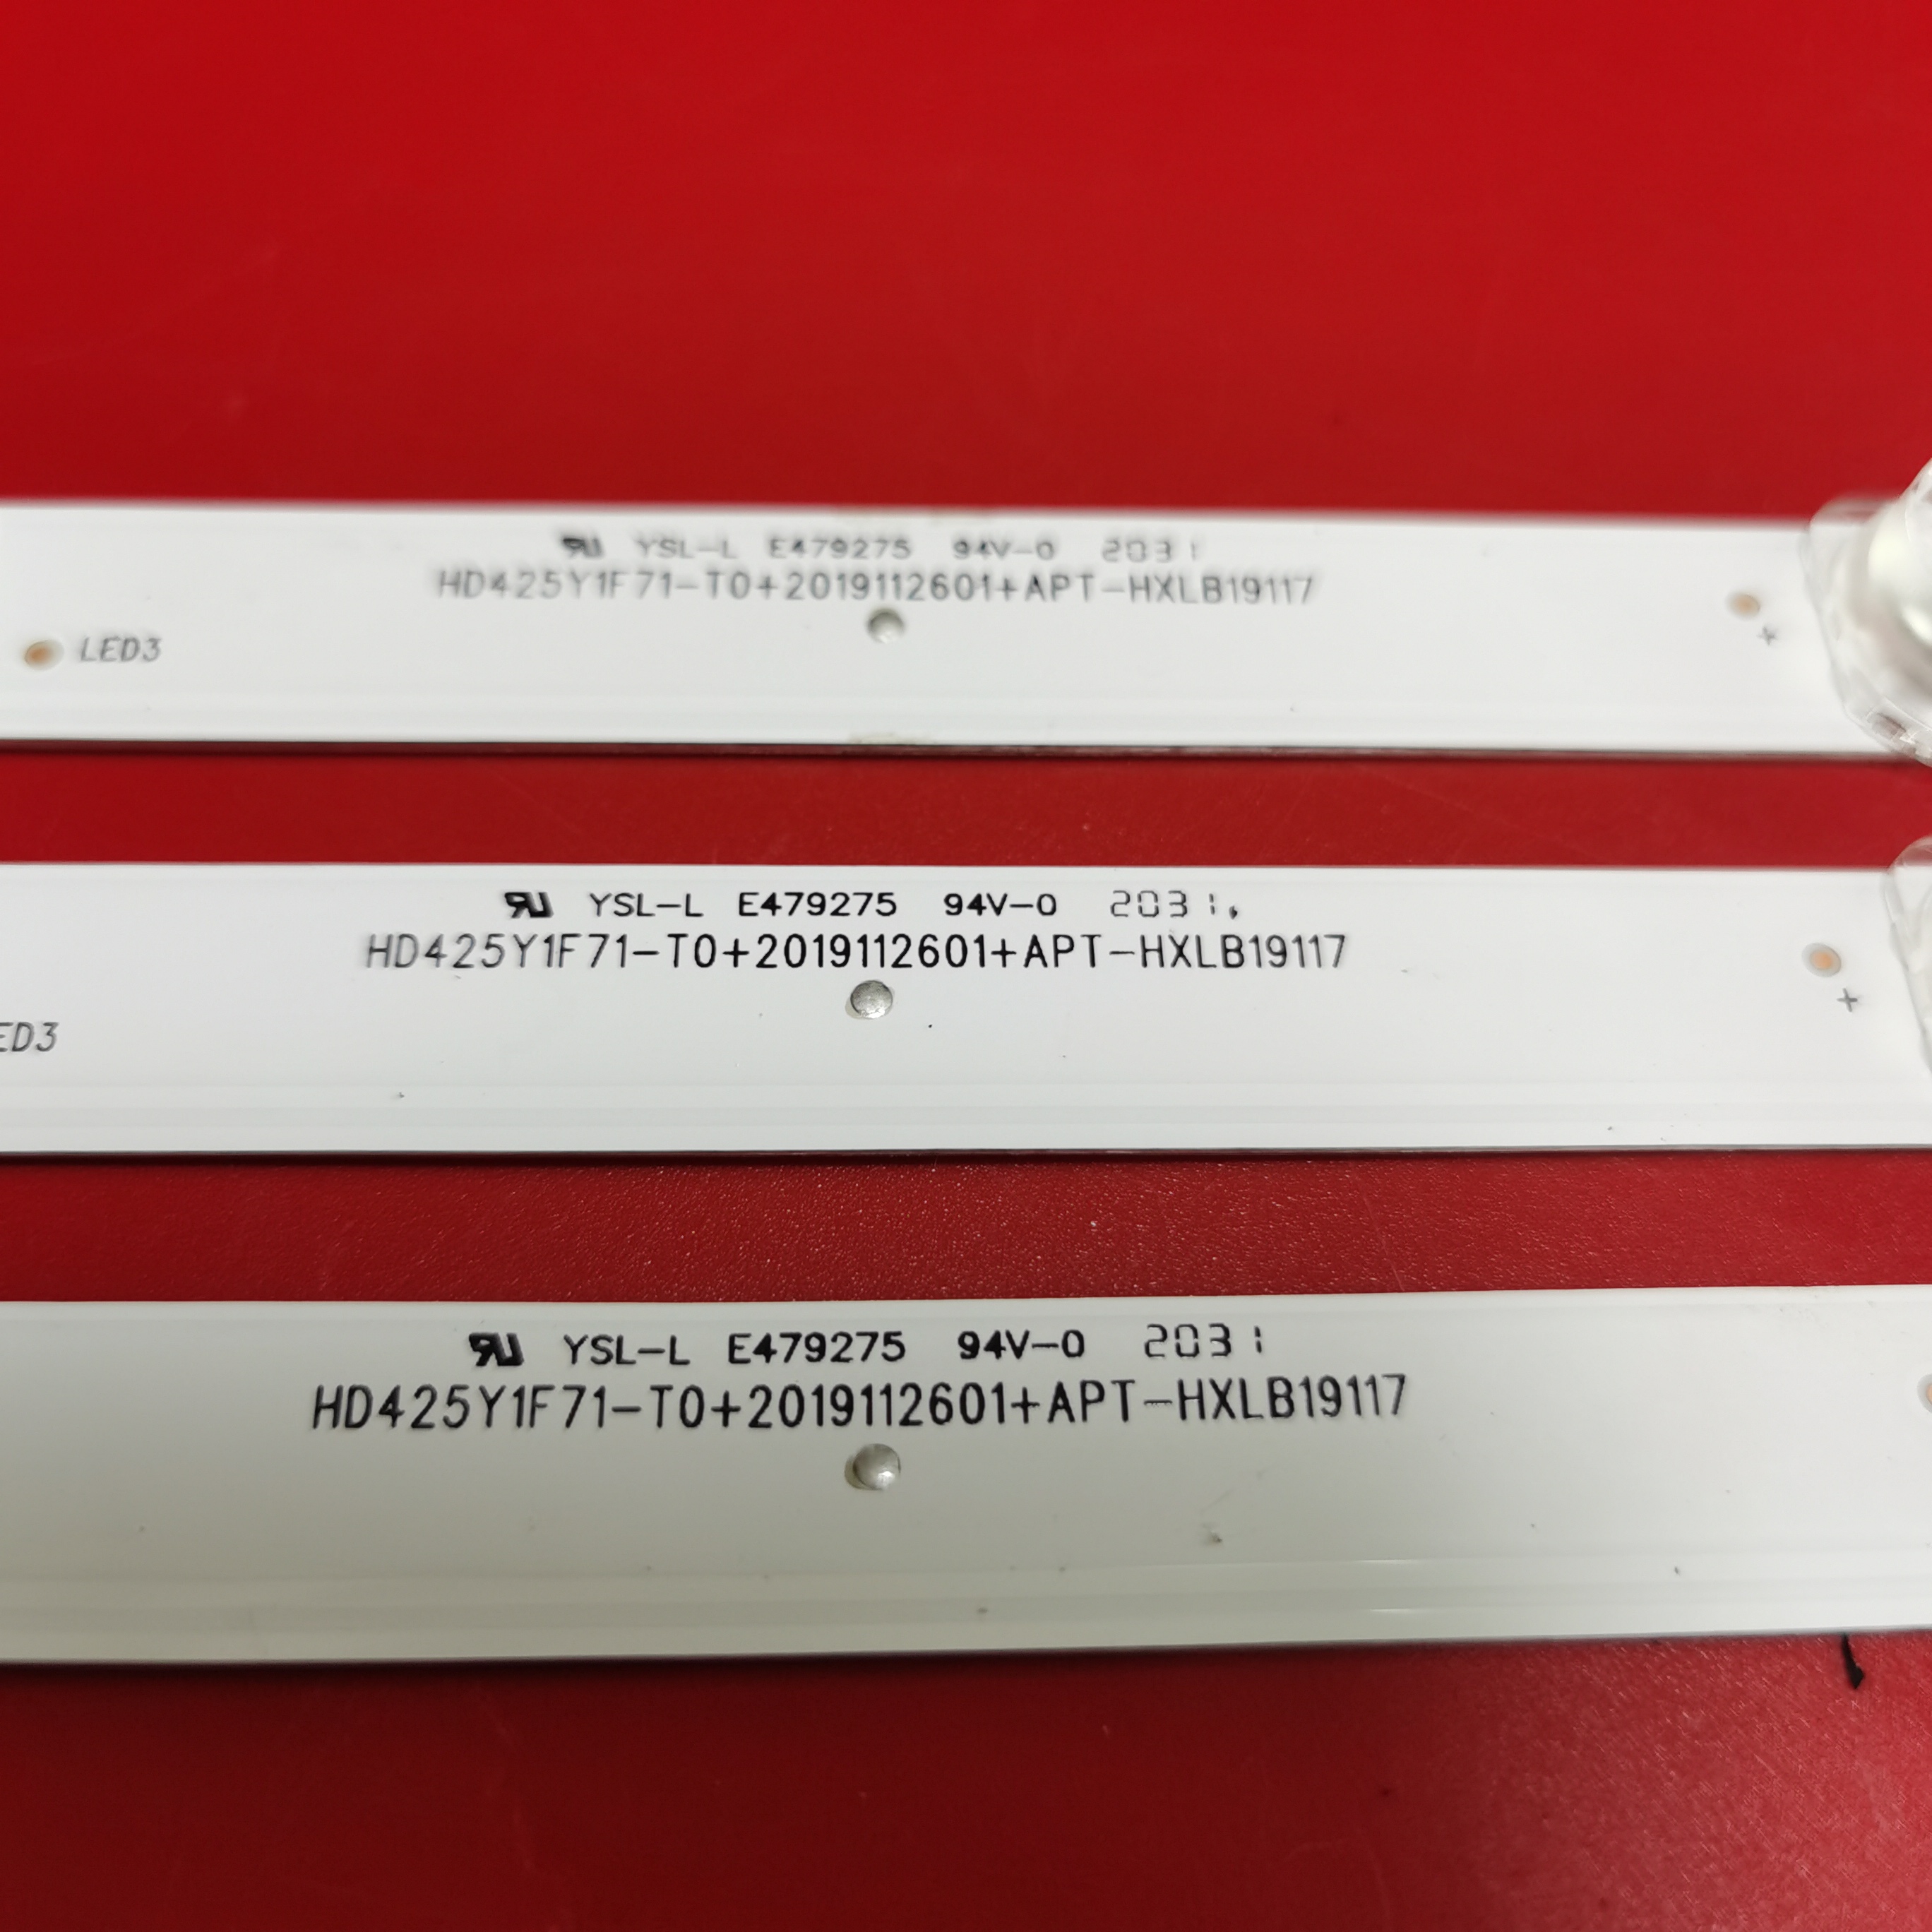 YSL-L E479275 94V-0 2031
HD425Y1F71-T0+2019112601+APT-HXLB19117
LED3
+
YSL-L E479275 94V-0 2031
HD425Y1F71-T0+2019112601+APT-HXLB19117
ED3
+
YSL-L E479275 94V-0 2031
HD425Y1F71-T0+2019112601+APT-HXLB19117